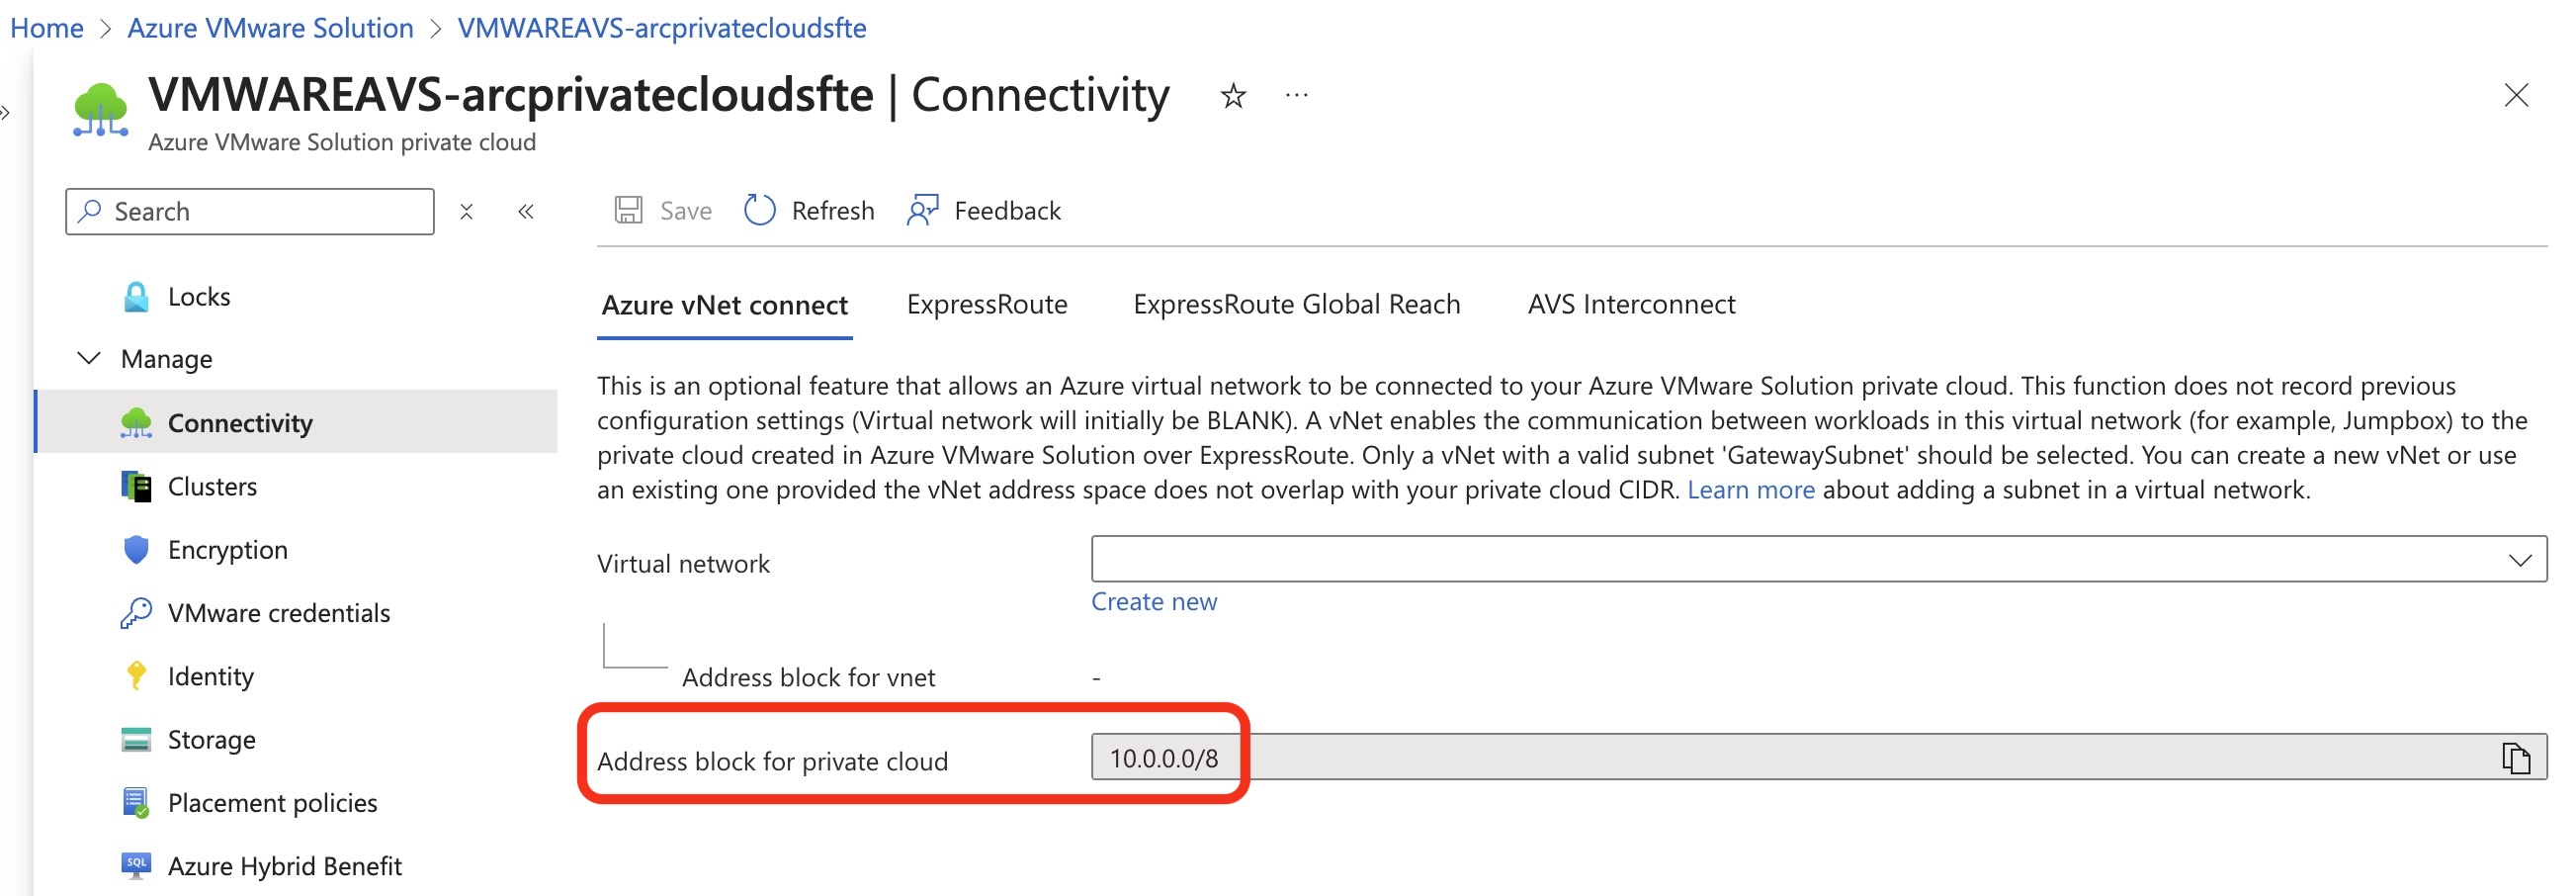 Home > Azure VMware Solution > VMWAREAVS-arcprivatecloudsfte
VMWAREAVS-arcprivatecloudsfte | Connectivity
Azure VMware Solution private cloud
Search
Save
Refresh
Feedback
Locks
Manage
Connectivity
Clusters
Encryption
VMware credentials
Identity
Storage
Placement policies
SQL
Azure Hybrid Benefit
Azure vNet connect
ExpressRoute
ExpressRoute Global Reach
AVS Interconnect
This is an optional feature that allows an Azure virtual network to be connected to your Azure VMware Solution private cloud. This function does not record previous
configuration settings (Virtual network will initially be BLANK). A vNet enables the communication between workloads in this virtual network (for example, Jumpbox) to the
private cloud created in Azure VMware Solution over ExpressRoute. Only a vNet with a valid subnet 'GatewaySubnet' should be selected. You can create a new vNet or use
an existing one provided the vNet address space does not overlap with your private cloud CIDR. Learn more about adding a subnet in a virtual network.
Virtual network
Create new
Address block for vnet
-
Address block for private cloud
10.0.0.0/8